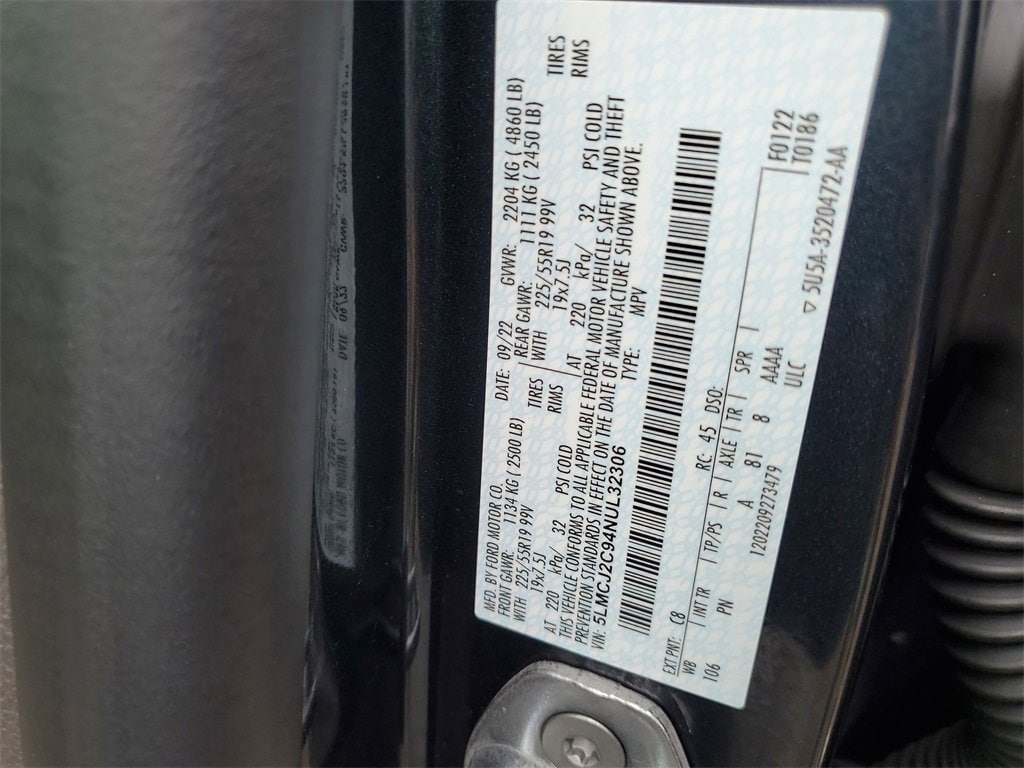 MFD. BY FORD MOTOR CO.
DATE: 09/22 GVWR: 2204 KG ( 4860 LB)
FRONT GAWR: 1134 KG ( 2500 LB)
REAR GAWR: 1111 KG ( 2450 LB)
WITH 225/55R19 99V TIRES
WITH 225/55R19 99V TIRES
19x7.5J RIMS
19x7.5J RIMS
AT 220 kPa/ 32 PSI COLD
AT 220 kPa/ 32 PSI COLD
THIS VEHICLE CONFORMS TO ALL APPLICABLE FEDERAL MOTOR VEHICLE SAFETY AND THEFT
PREVENTION STANDARDS IN EFFECT ON THE DATE OF MANUFACTURE SHOWN ABOVE.
VIN: 5LMCJ2C94NUL32306 TYPE: MPV
EXT PNT: C8 RC: 45 DSO: F0122
WB INT TR TP/PS R AXLE TR SPR T0186
106 PN A 81 8 AAAA
1202209273479 ULC
5U5A-3520472-AA